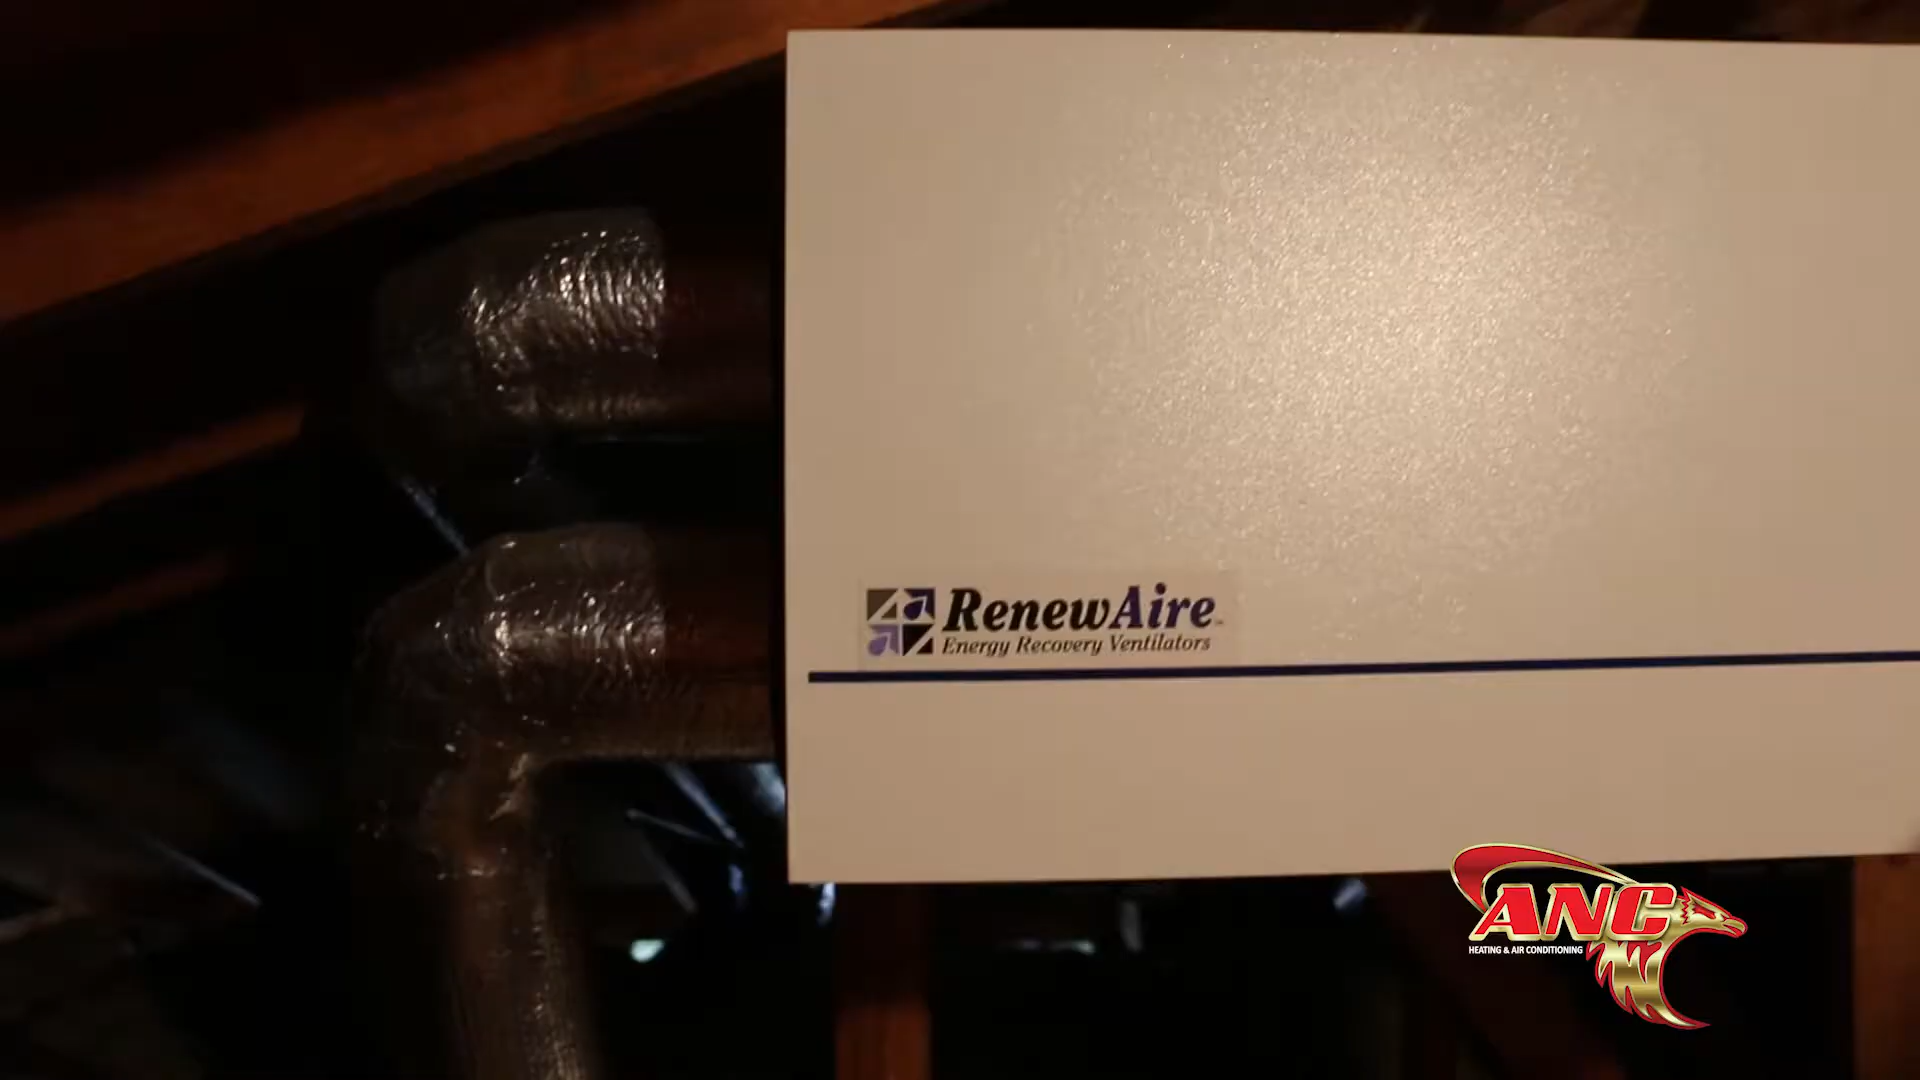 RenewAire
Energy Recovery Ventilators
ANC
HEATING & AIR CONDITIONING